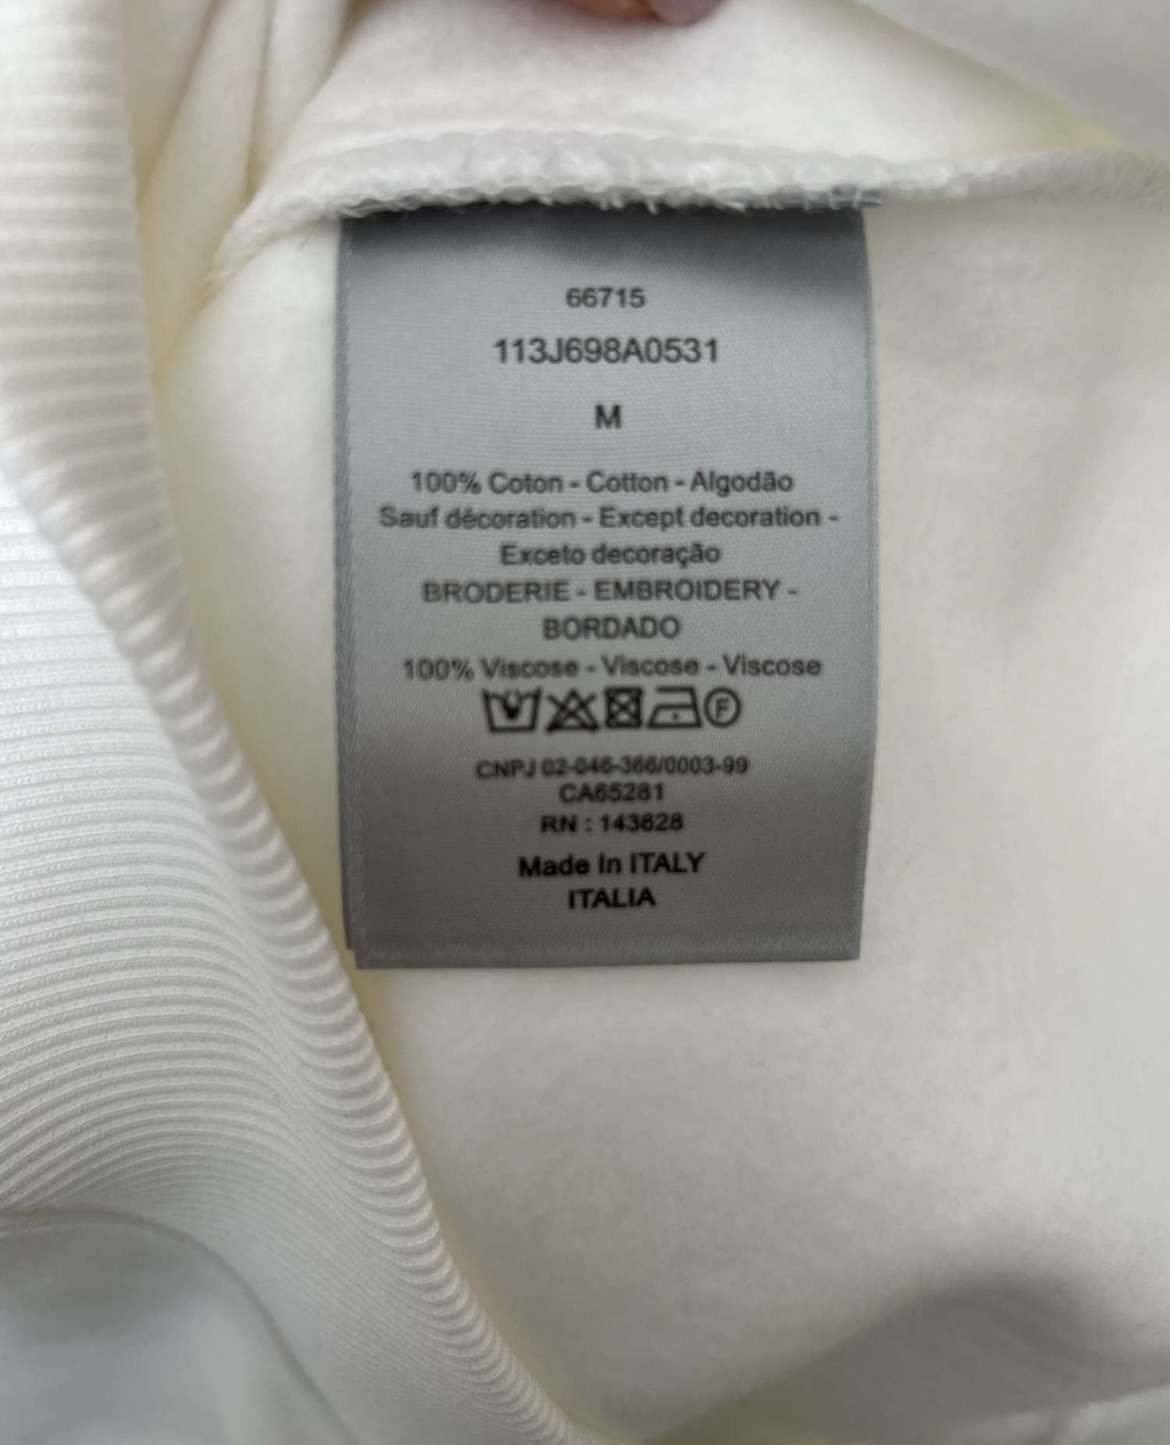 66715
113J698A0531
M
100% Coton - Cotton - Algodão
Sauf décoration - Except decoration -
Exceto decoração
BRODERIE - EMBROIDERY -
BORDADO
100% Viscose - Viscose - Viscose
F
CNPJ 02-046-366/0003-99
CA65281
RN : 143628
Made in ITALY
ITALIA